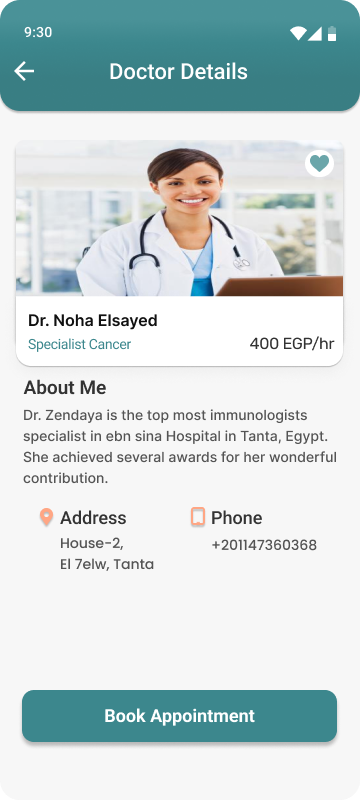 9:30
Doctor Details
Dr. Noha Elsayed
Specialist Cancer
400 EGP/hr
About Me
Dr. Zendaya is the top most immunologists
specialist in ebn sina Hospital in Tanta, Egypt.
She achieved several awards for her wonderful
contribution.
Address
Phone
House-2,
+201147360368
El 7elw, Tanta
Book Appointment